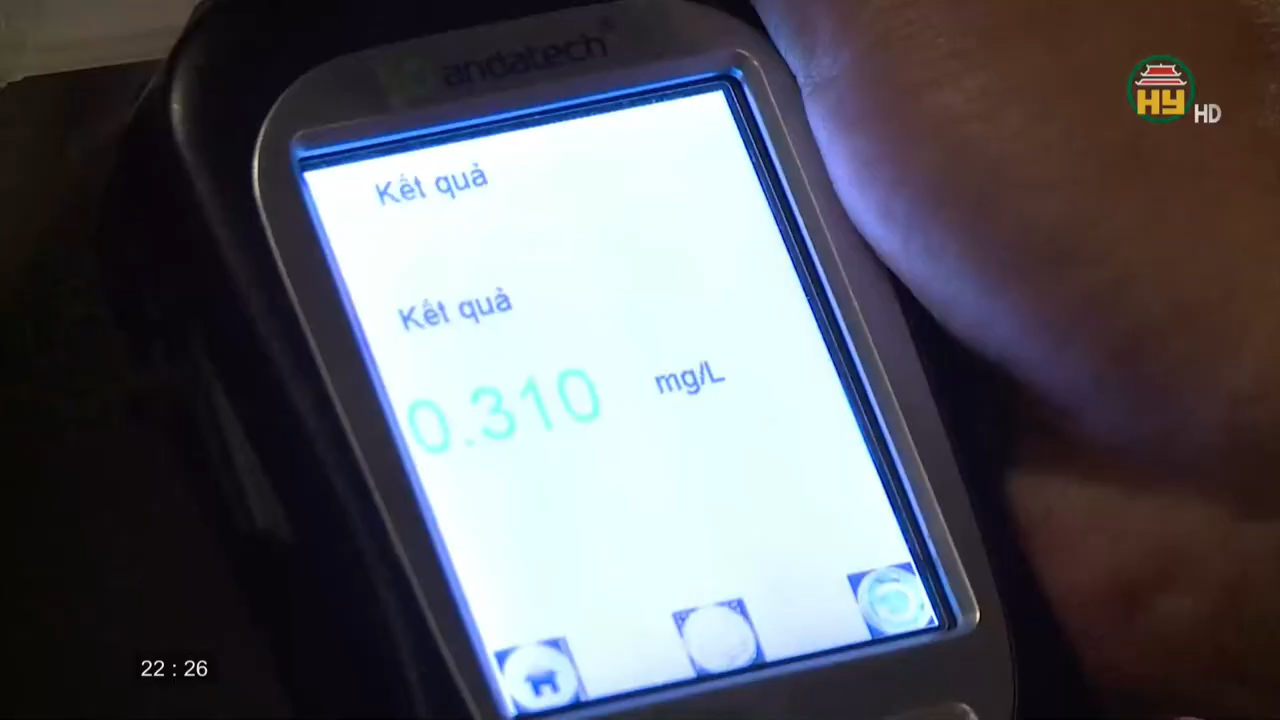 andatech
HY HD
Kết quả
Kết quả
0.310 mg/L
22 : 26